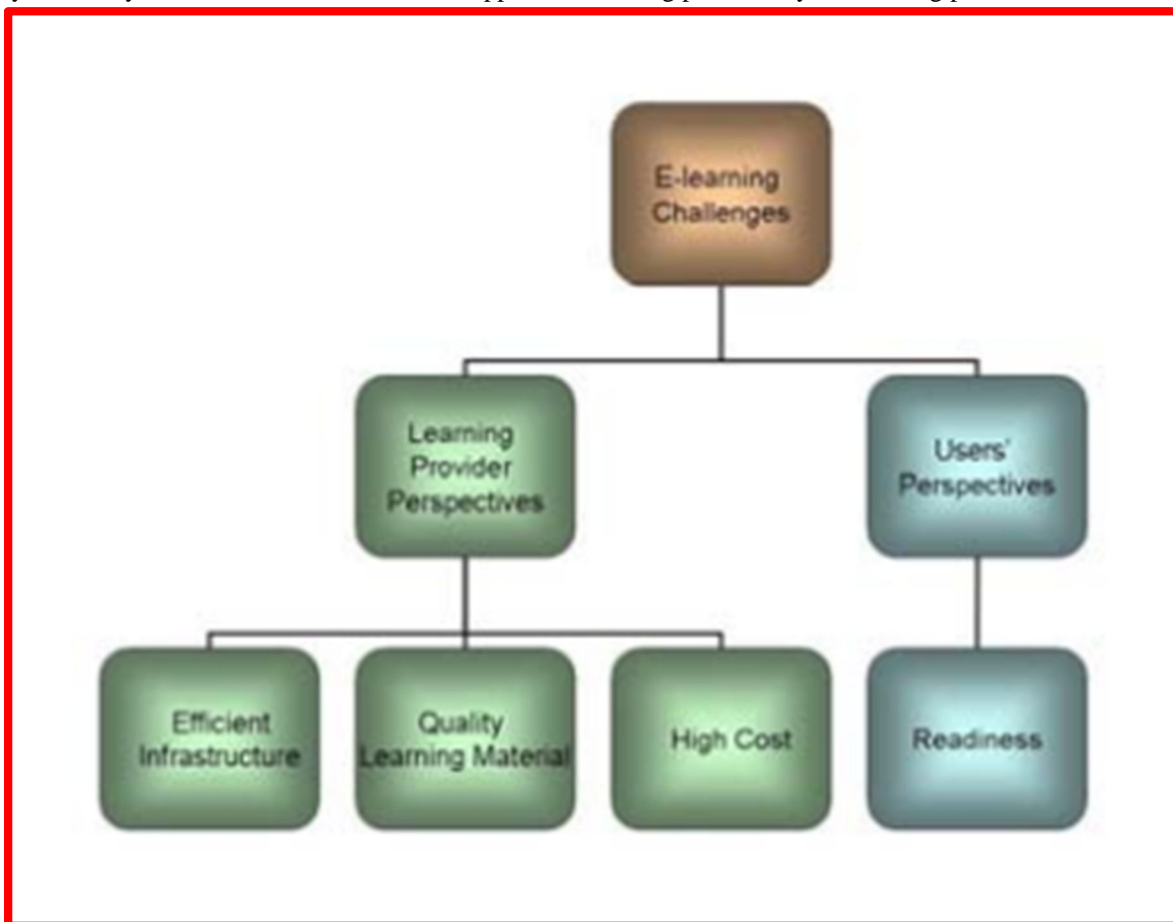 E-learning
Challenges
Learning
Provider
Perspectives
Users'
Perspectives
Efficient
Infrastructure
Quality
Learning Material
High Cost
Readiness